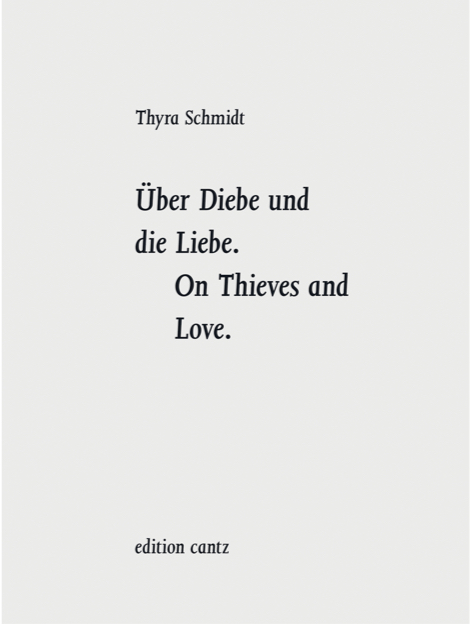 Thyra Schmidt
Über Diebe und
die Liebe.
On Thieves and
Love.
edition cantz